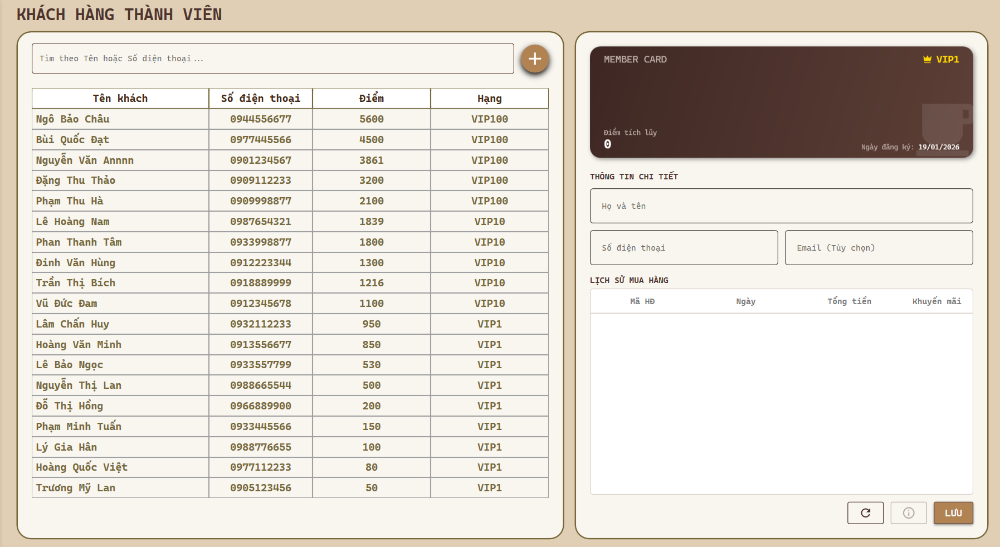 KHÁCH HÀNG THÀNH VIÊN
Tìm theo Tên hoặc Số điện thoại...
Tên khách Số điện thoại Điểm Hạng
Ngô Bảo Châu 0944556677 5600 VIP100
Bùi Quốc Đạt 0977445566 4500 VIP100
Nguyễn Văn Annnn 0901234567 3861 VIP100
Đặng Thu Thảo 0909112233 3200 VIP100
Phạm Thu Hà 0909998877 2100 VIP100
Lê Hoàng Nam 0987654321 1839 VIP10
Phan Thanh Tâm 0933998877 1800 VIP10
Đinh Văn Hùng 0912223344 1300 VIP10
Trần Thị Bích 0918889999 1216 VIP10
Vũ Đức Đam 0912345678 1100 VIP10
Lâm Chấn Huy 0932112233 950 VIP1
Hoàng Văn Minh 0913556677 850 VIP1
Lê Bảo Ngọc 0933557799 530 VIP1
Nguyễn Thị Lan 0988665544 500 VIP1
Đỗ Thị Hồng 0966889900 200 VIP1
Phạm Minh Tuấn 0933445566 150 VIP1
Lý Gia Hân 0988776655 100 VIP1
Hoàng Quốc Việt 0977112233 80 VIP1
Trương Mỹ Lan 0905123456 50 VIP1
MEMBER CARD VIP1
Điểm tích lũy
0
Ngày đăng ký: 19/01/2026
THÔNG TIN CHI TIẾT
Họ và tên
Số điện thoại Email (Tùy chọn)
LỊCH SỬ MUA HÀNG
Mã HĐ Ngày Tổng tiền Khuyến mãi
LƯU